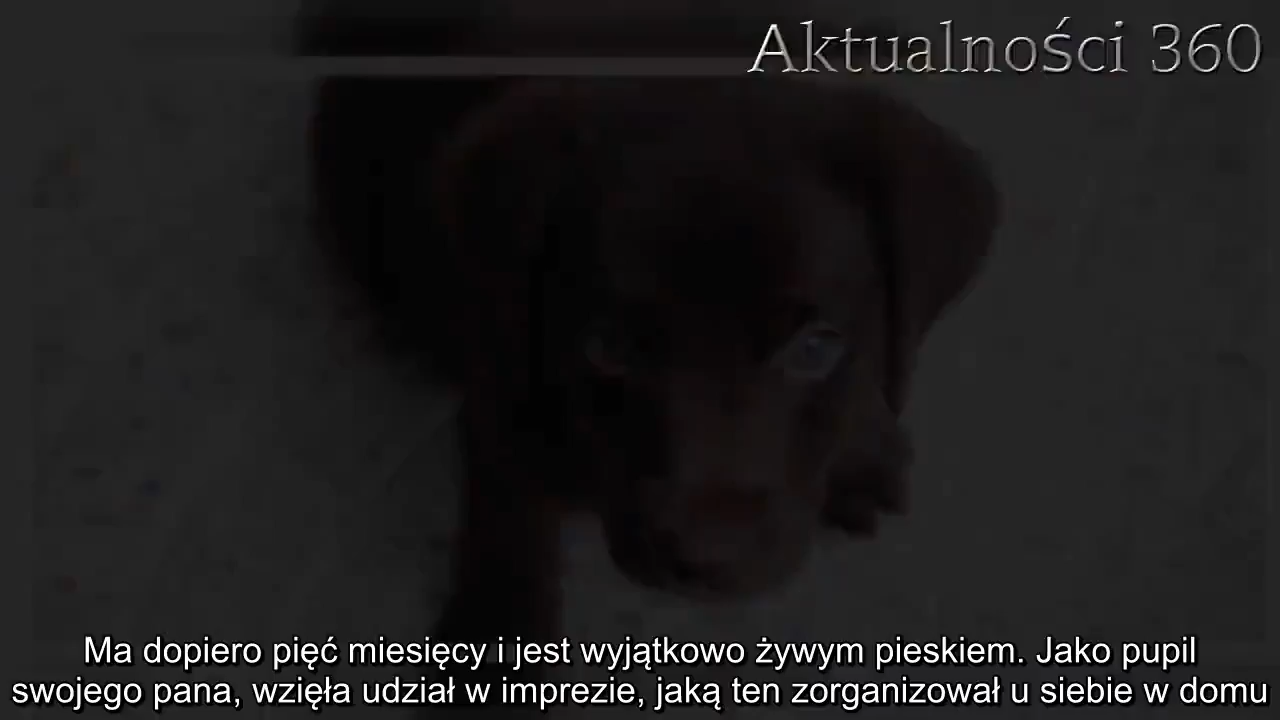 Aktualności 360
Ma dopiero pięć miesięcy i jest wyjątkowo żywym pieskiem. Jako pupil
swojego pana, wzięła udział w imprezie, jaką ten zorganizował u siebie w domu